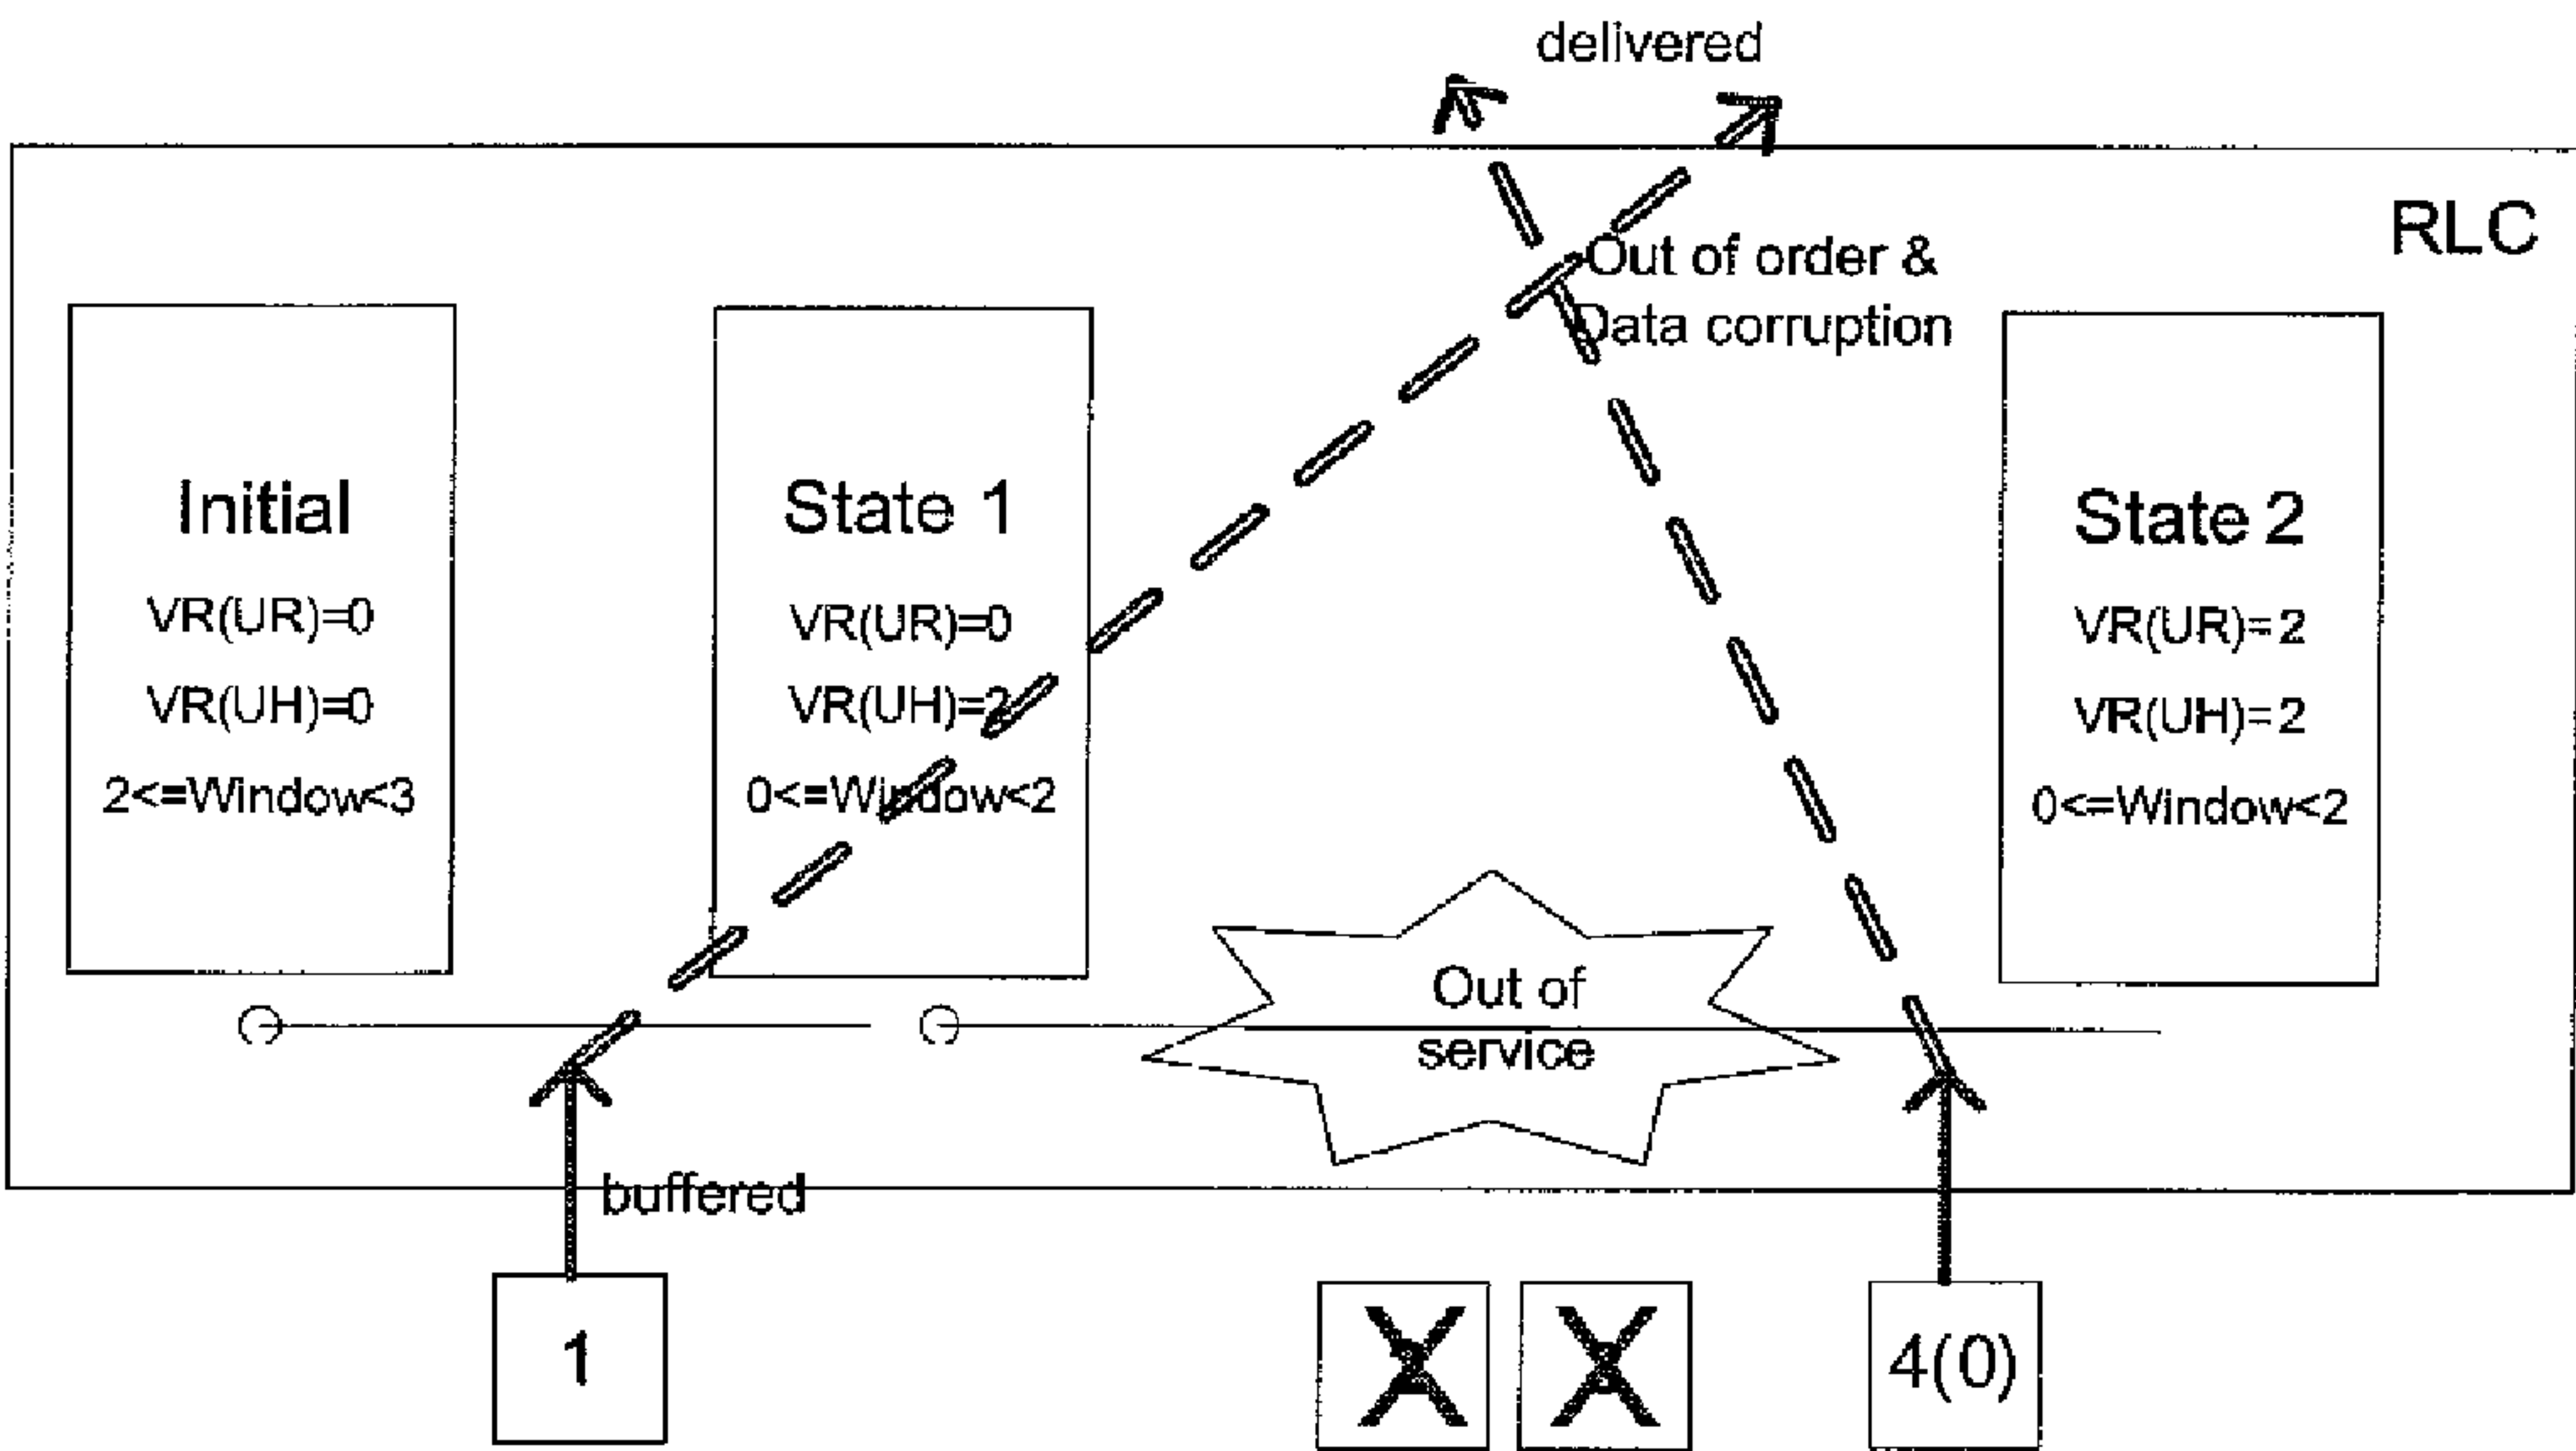 delivered
RLC
Out of order &
Data corruption
Initial
VR(UR)=0
VR(UH)=0
2<=Window<3
State 1
VR(UR)=0
VR(UH)=2
0<=Window<2
State 2
VR(UR)=2
VR(UH)=2
0<=Window<2
Out of
service
buffered
1
2
3
4(0)